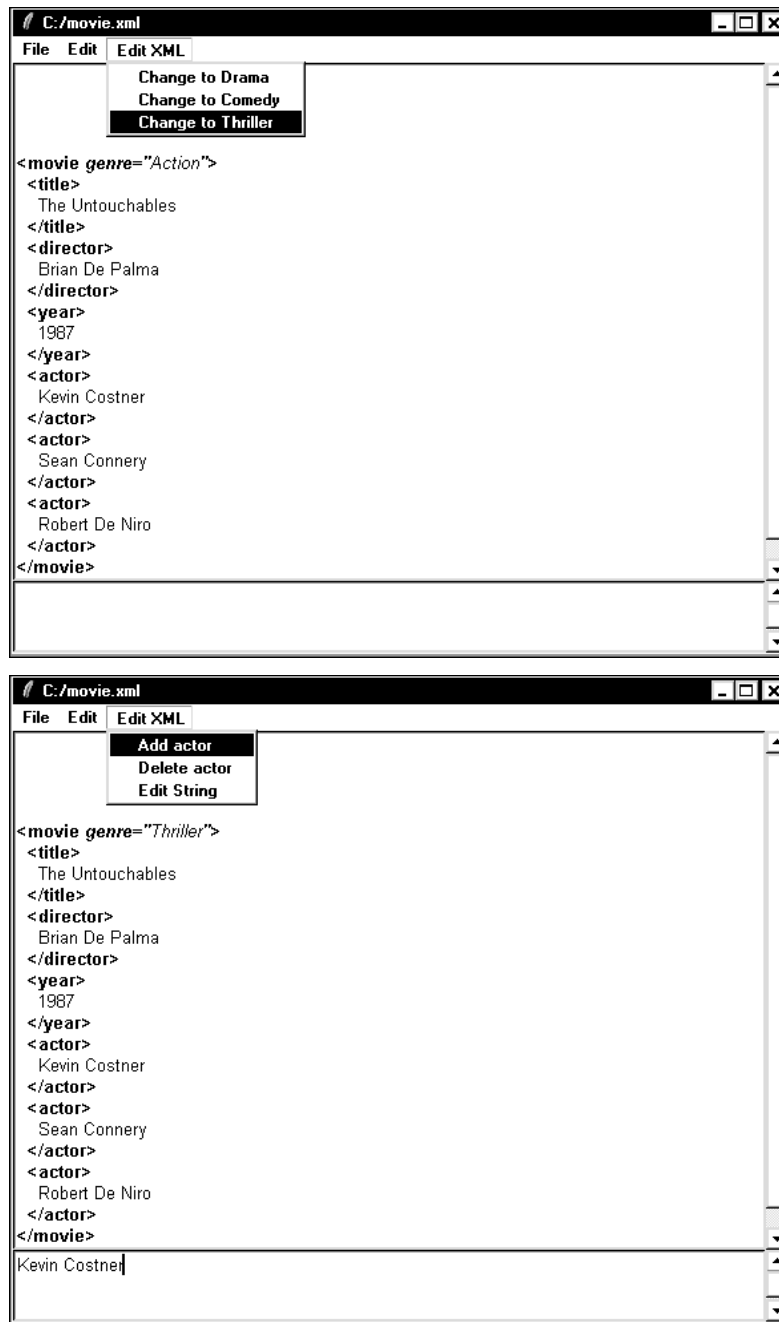 C:/movie.xml
File Edit Edit XML
Change to Drama
Change to Comedy
Change to Thriller
<movie genre="Action">
<title>
The Untouchables
</title>
<director>
Brian De Palma
</director>
<year>
1987
</year>
<actor>
Kevin Costner
</actor>
<actor>
Sean Connery
</actor>
<actor>
Robert De Niro
</actor>
</movie>
C:/movie.xml
File Edit Edit XML
Add actor
Delete actor
Edit String
<movie genre="Thriller">
<title>
The Untouchables
</title>
<director>
Brian De Palma
</director>
<year>
1987
</year>
<actor>
Kevin Costner
</actor>
<actor>
Sean Connery
</actor>
<actor>
Robert De Niro
</actor>
</movie>
Kevin Costner